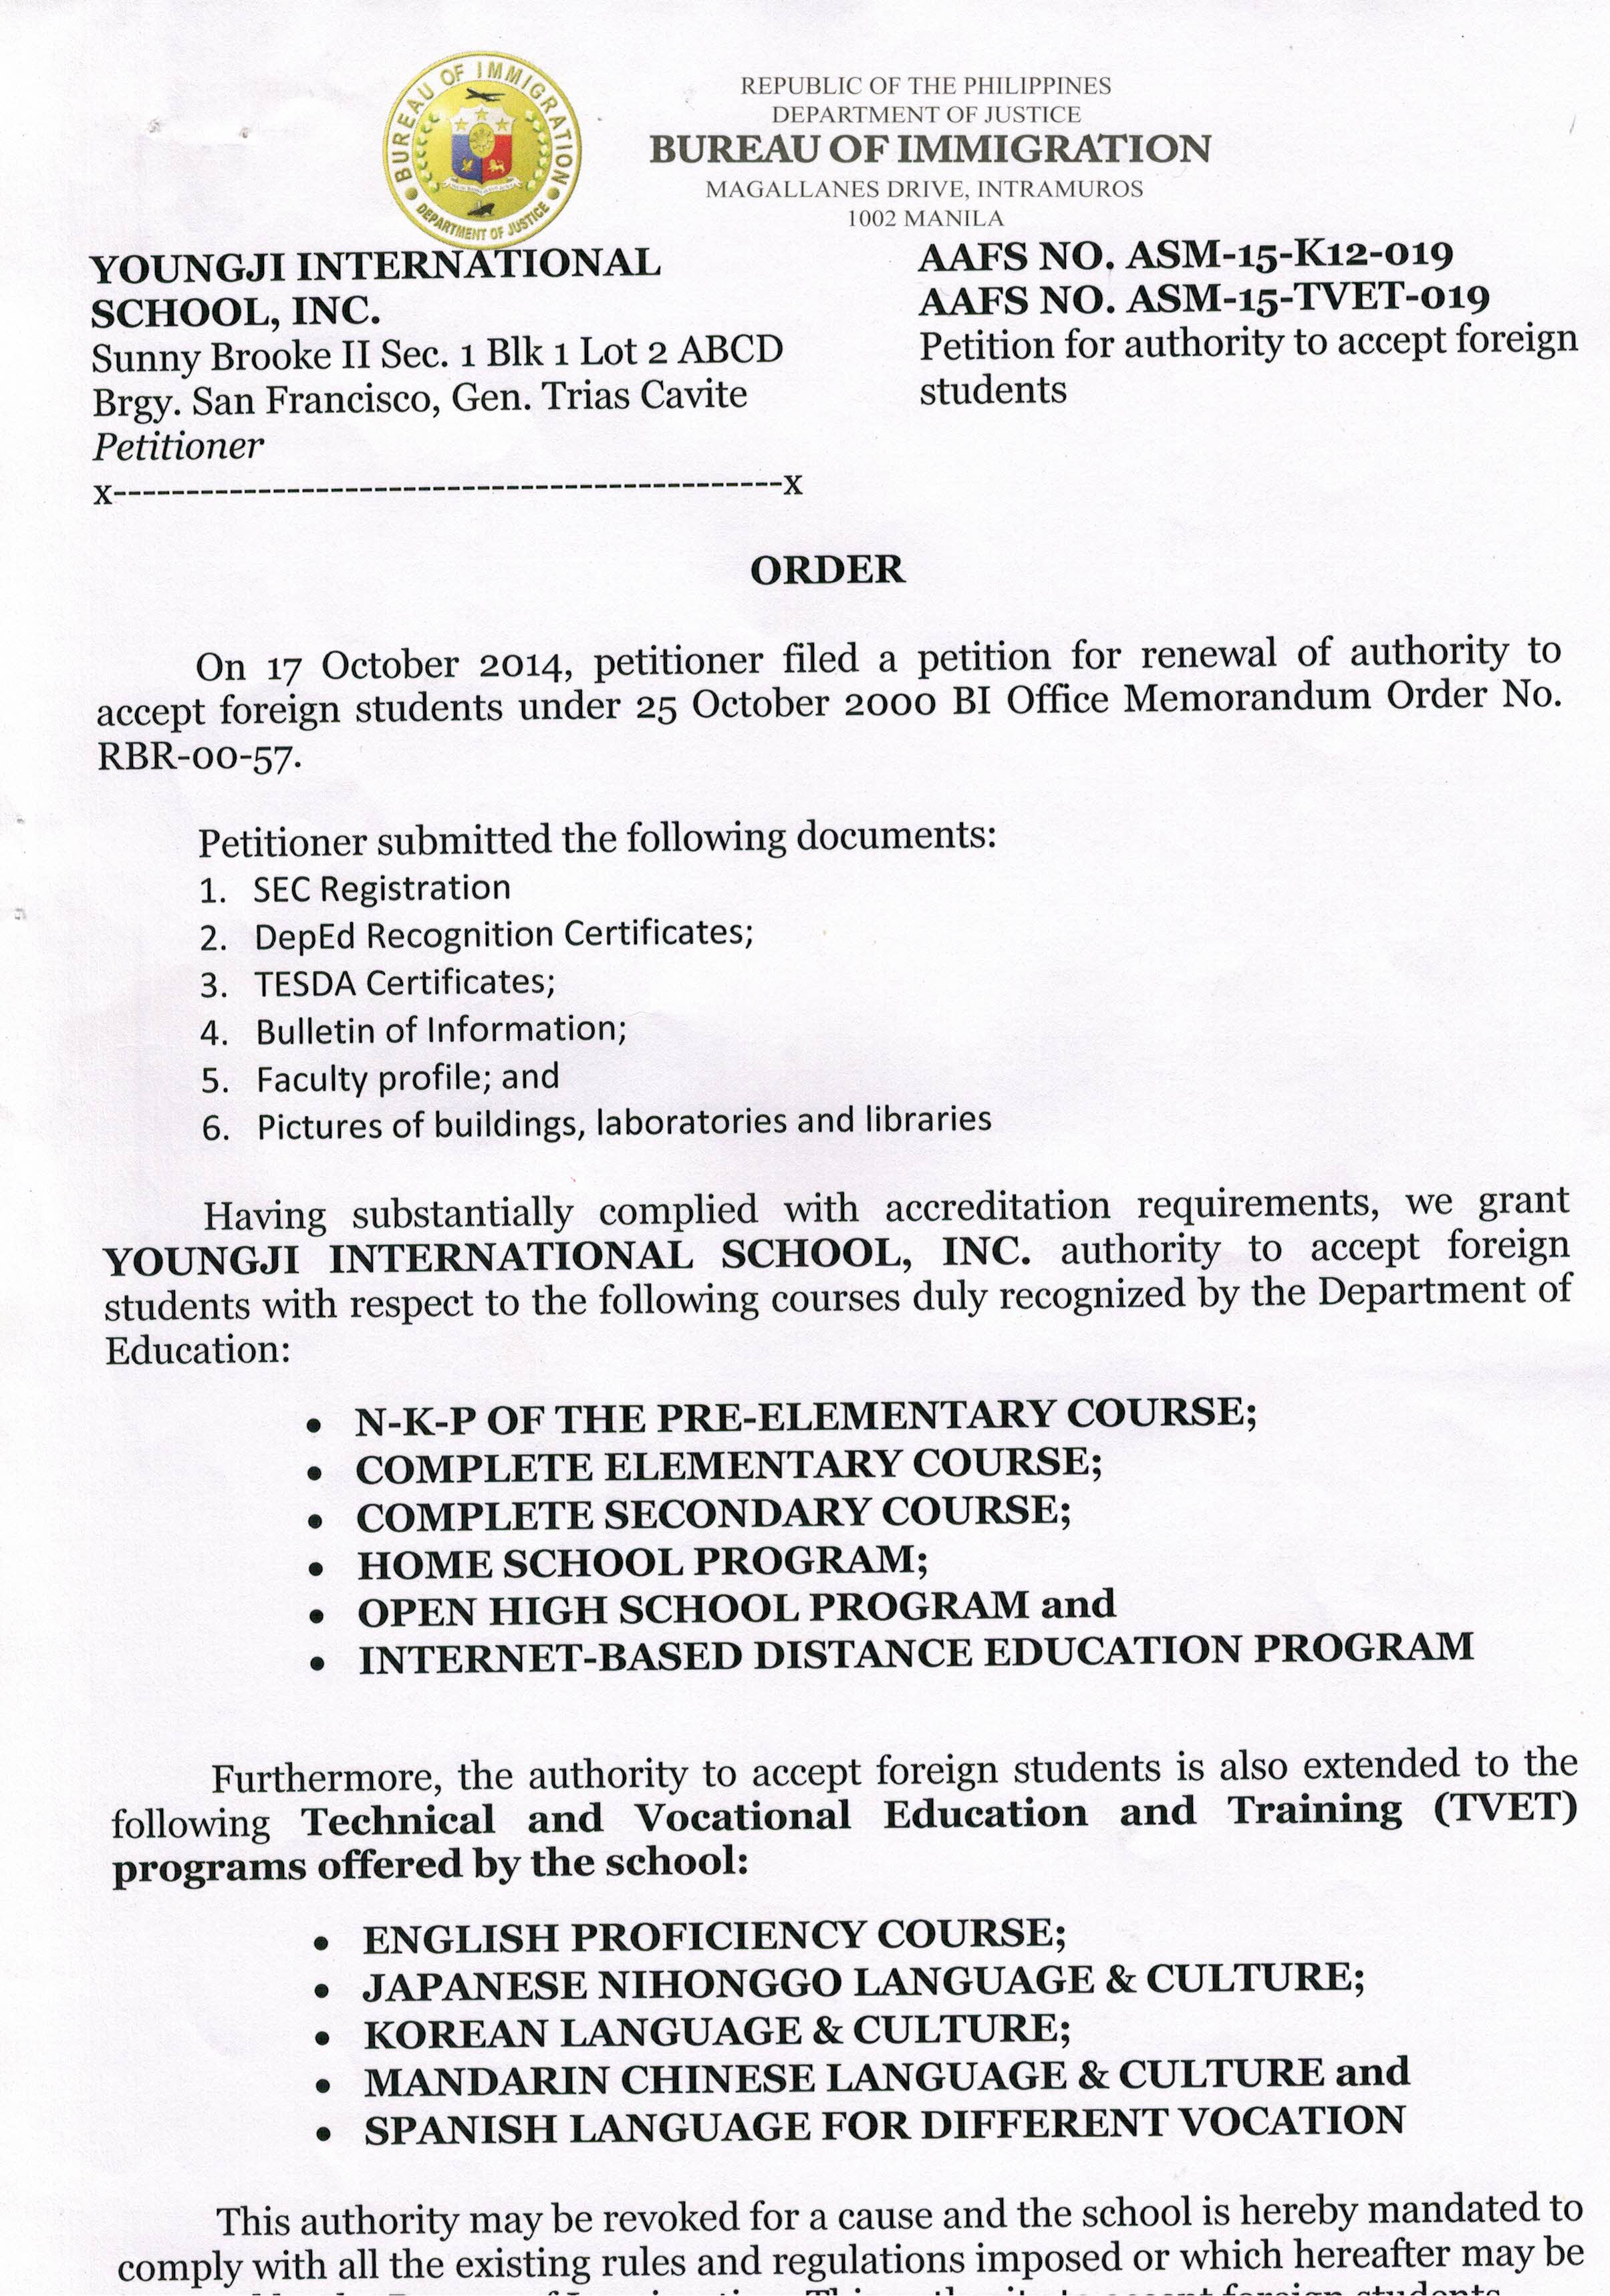 BUREAU OF IMMIGRATION
DEPARTMENT OF JUSTICE
REPUBLIC OF THE PHILIPPINES
DEPARTMENT OF JUSTICE
BUREAU OF IMMIGRATION
MAGALLANES DRIVE, INTRAMUROS
1002 MANILA
YOUNGJI INTERNATIONAL
SCHOOL, INC.
Sunny Brooke II Sec. 1 Blk 1 Lot 2 ABCD
Brgy. San Francisco, Gen. Trias Cavite
Petitioner
x-----------------------------------------------x
AAFS NO. ASM-15-K12-019
AAFS NO. ASM-15-TVET-019
Petition for authority to accept foreign
students
ORDER
On 17 October 2014, petitioner filed a petition for renewal of authority to
accept foreign students under 25 October 2000 BI Office Memorandum Order No.
RBR-00-57.
Petitioner submitted the following documents:
1. SEC Registration
2. DepEd Recognition Certificates;
3. TESDA Certificates;
4. Bulletin of Information;
5. Faculty profile; and
6. Pictures of buildings, laboratories and libraries
Having substantially complied with accreditation requirements, we grant
YOUNGJI INTERNATIONAL SCHOOL, INC. authority to accept foreign
students with respect to the following courses duly recognized by the Department of
Education:
• N-K-P OF THE PRE-ELEMENTARY COURSE;
• COMPLETE ELEMENTARY COURSE;
• COMPLETE SECONDARY COURSE;
• HOME SCHOOL PROGRAM;
• OPEN HIGH SCHOOL PROGRAM and
• INTERNET-BASED DISTANCE EDUCATION PROGRAM
Furthermore, the authority to accept foreign students is also extended to the
following Technical and Vocational Education and Training (TVET)
programs offered by the school:
• ENGLISH PROFICIENCY COURSE;
• JAPANESE NIHONGGO LANGUAGE & CULTURE;
• KOREAN LANGUAGE & CULTURE;
• MANDARIN CHINESE LANGUAGE & CULTURE and
• SPANISH LANGUAGE FOR DIFFERENT VOCATION
This authority may be revoked for a cause and the school is hereby mandated to
comply with all the existing rules and regulations imposed or which hereafter may be